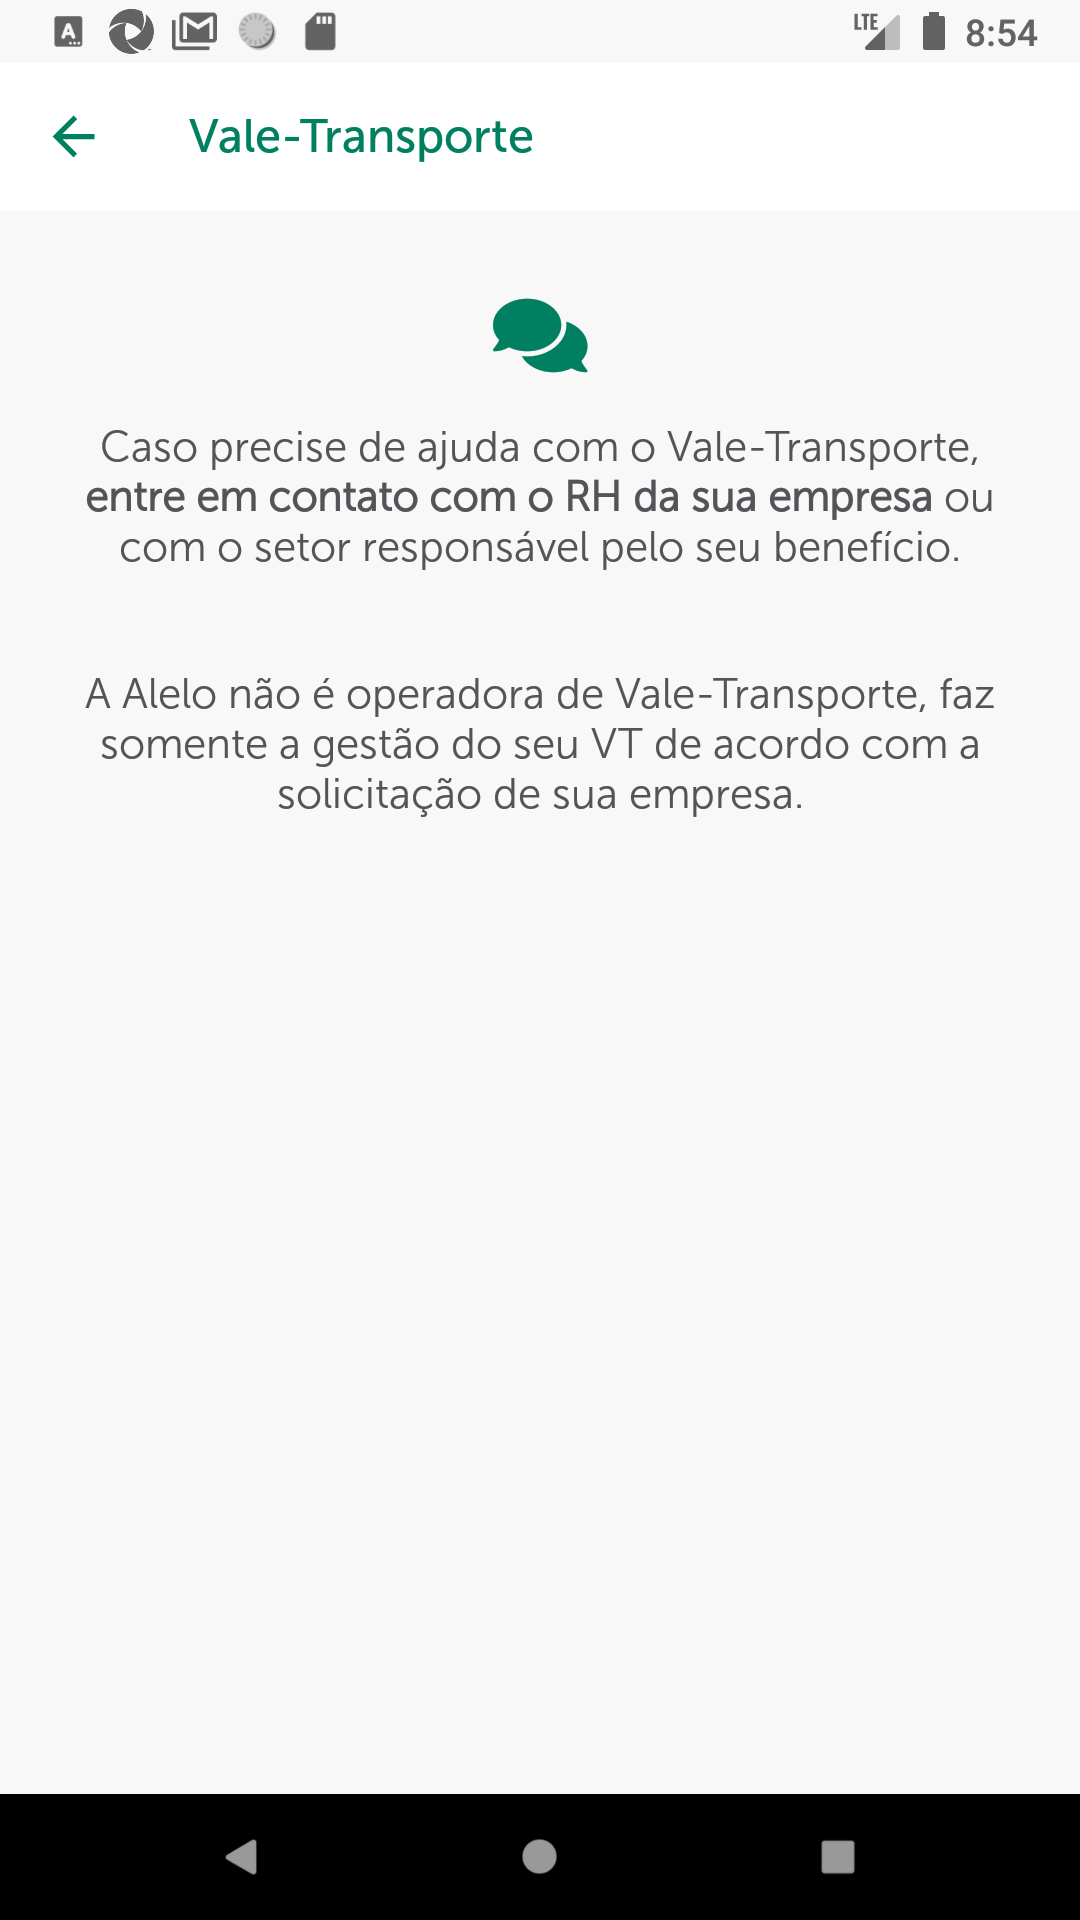 LTE 8:54
Vale-Transporte
Caso precise de ajuda com o Vale-Transporte,
entre em contato com o RH da sua empresa ou
com o setor responsável pelo seu benefício.
A Alelo não é operadora de Vale-Transporte, faz
somente a gestão do seu VT de acordo com a
solicitação de sua empresa.